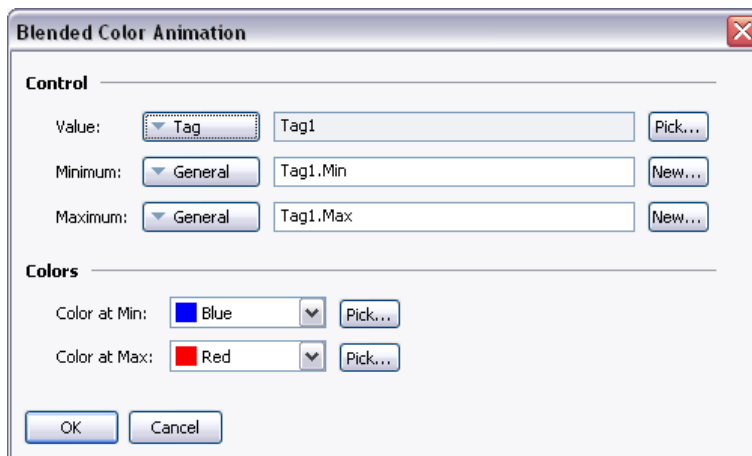 Blended Color Animation
Control
Value: Tag Tag1 Pick...
Minimum: General Tag1.Min New...
Maximum: General Tag1.Max New...
Colors
Color at Min: Blue Pick...
Color at Max: Red Pick...
OK Cancel